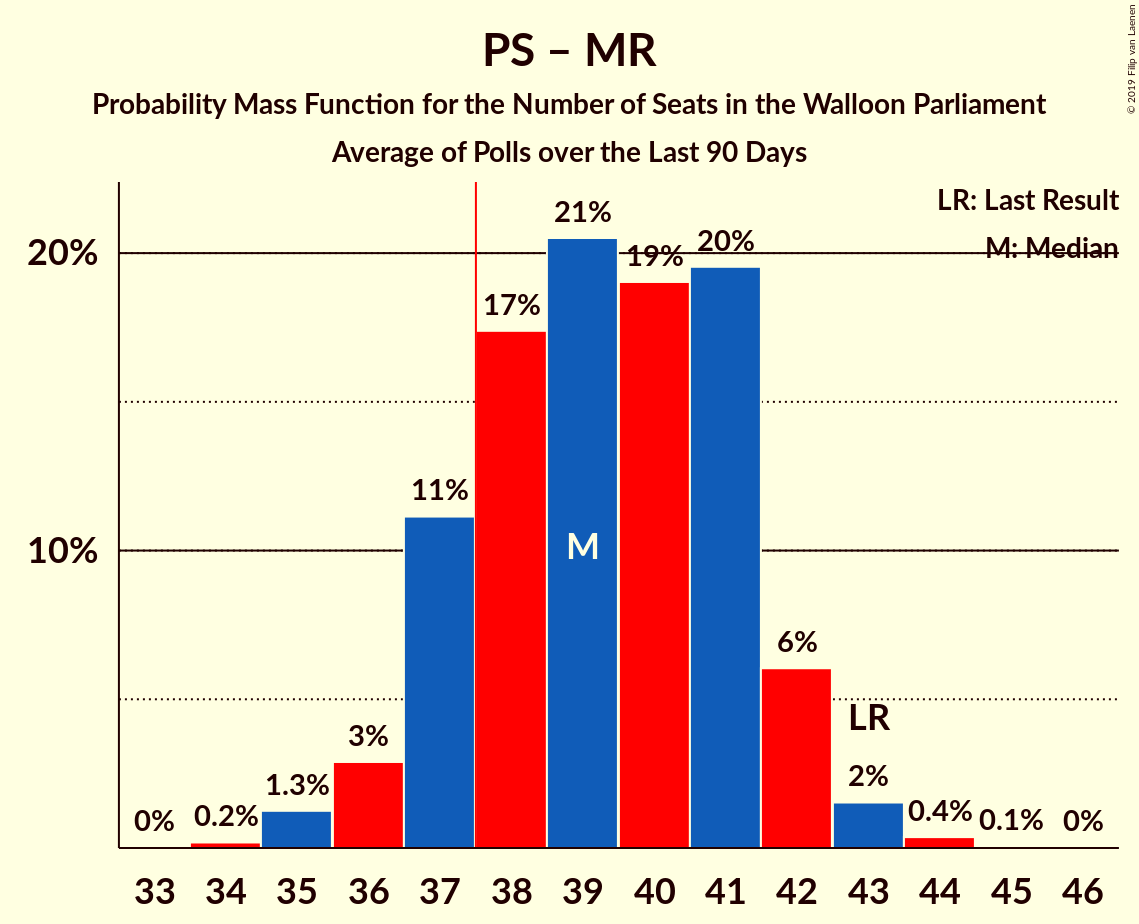 PS – MR
Probability Mass Function for the Number of Seats in the Walloon Parliament
Average of Polls over the Last 90 Days
© 2019 Filip van Laenen
LR: Last Result
M: Median
20%
10%
0%
0.2%
1.3%
3%
11%
17%
21%
19%
20%
6%
2%
0.4%
0.1%
0%
M
LR
33 34 35 36 37 38 39 40 41 42 43 44 45 46